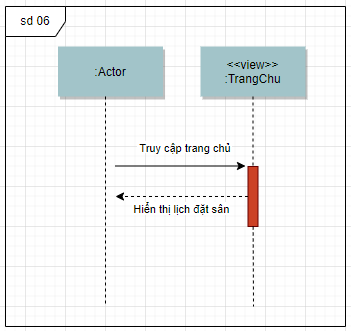 sd 06
:Actor
<<view>>
:TrangChu
Truy cập trang chủ
Hiển thị lịch đặt sân